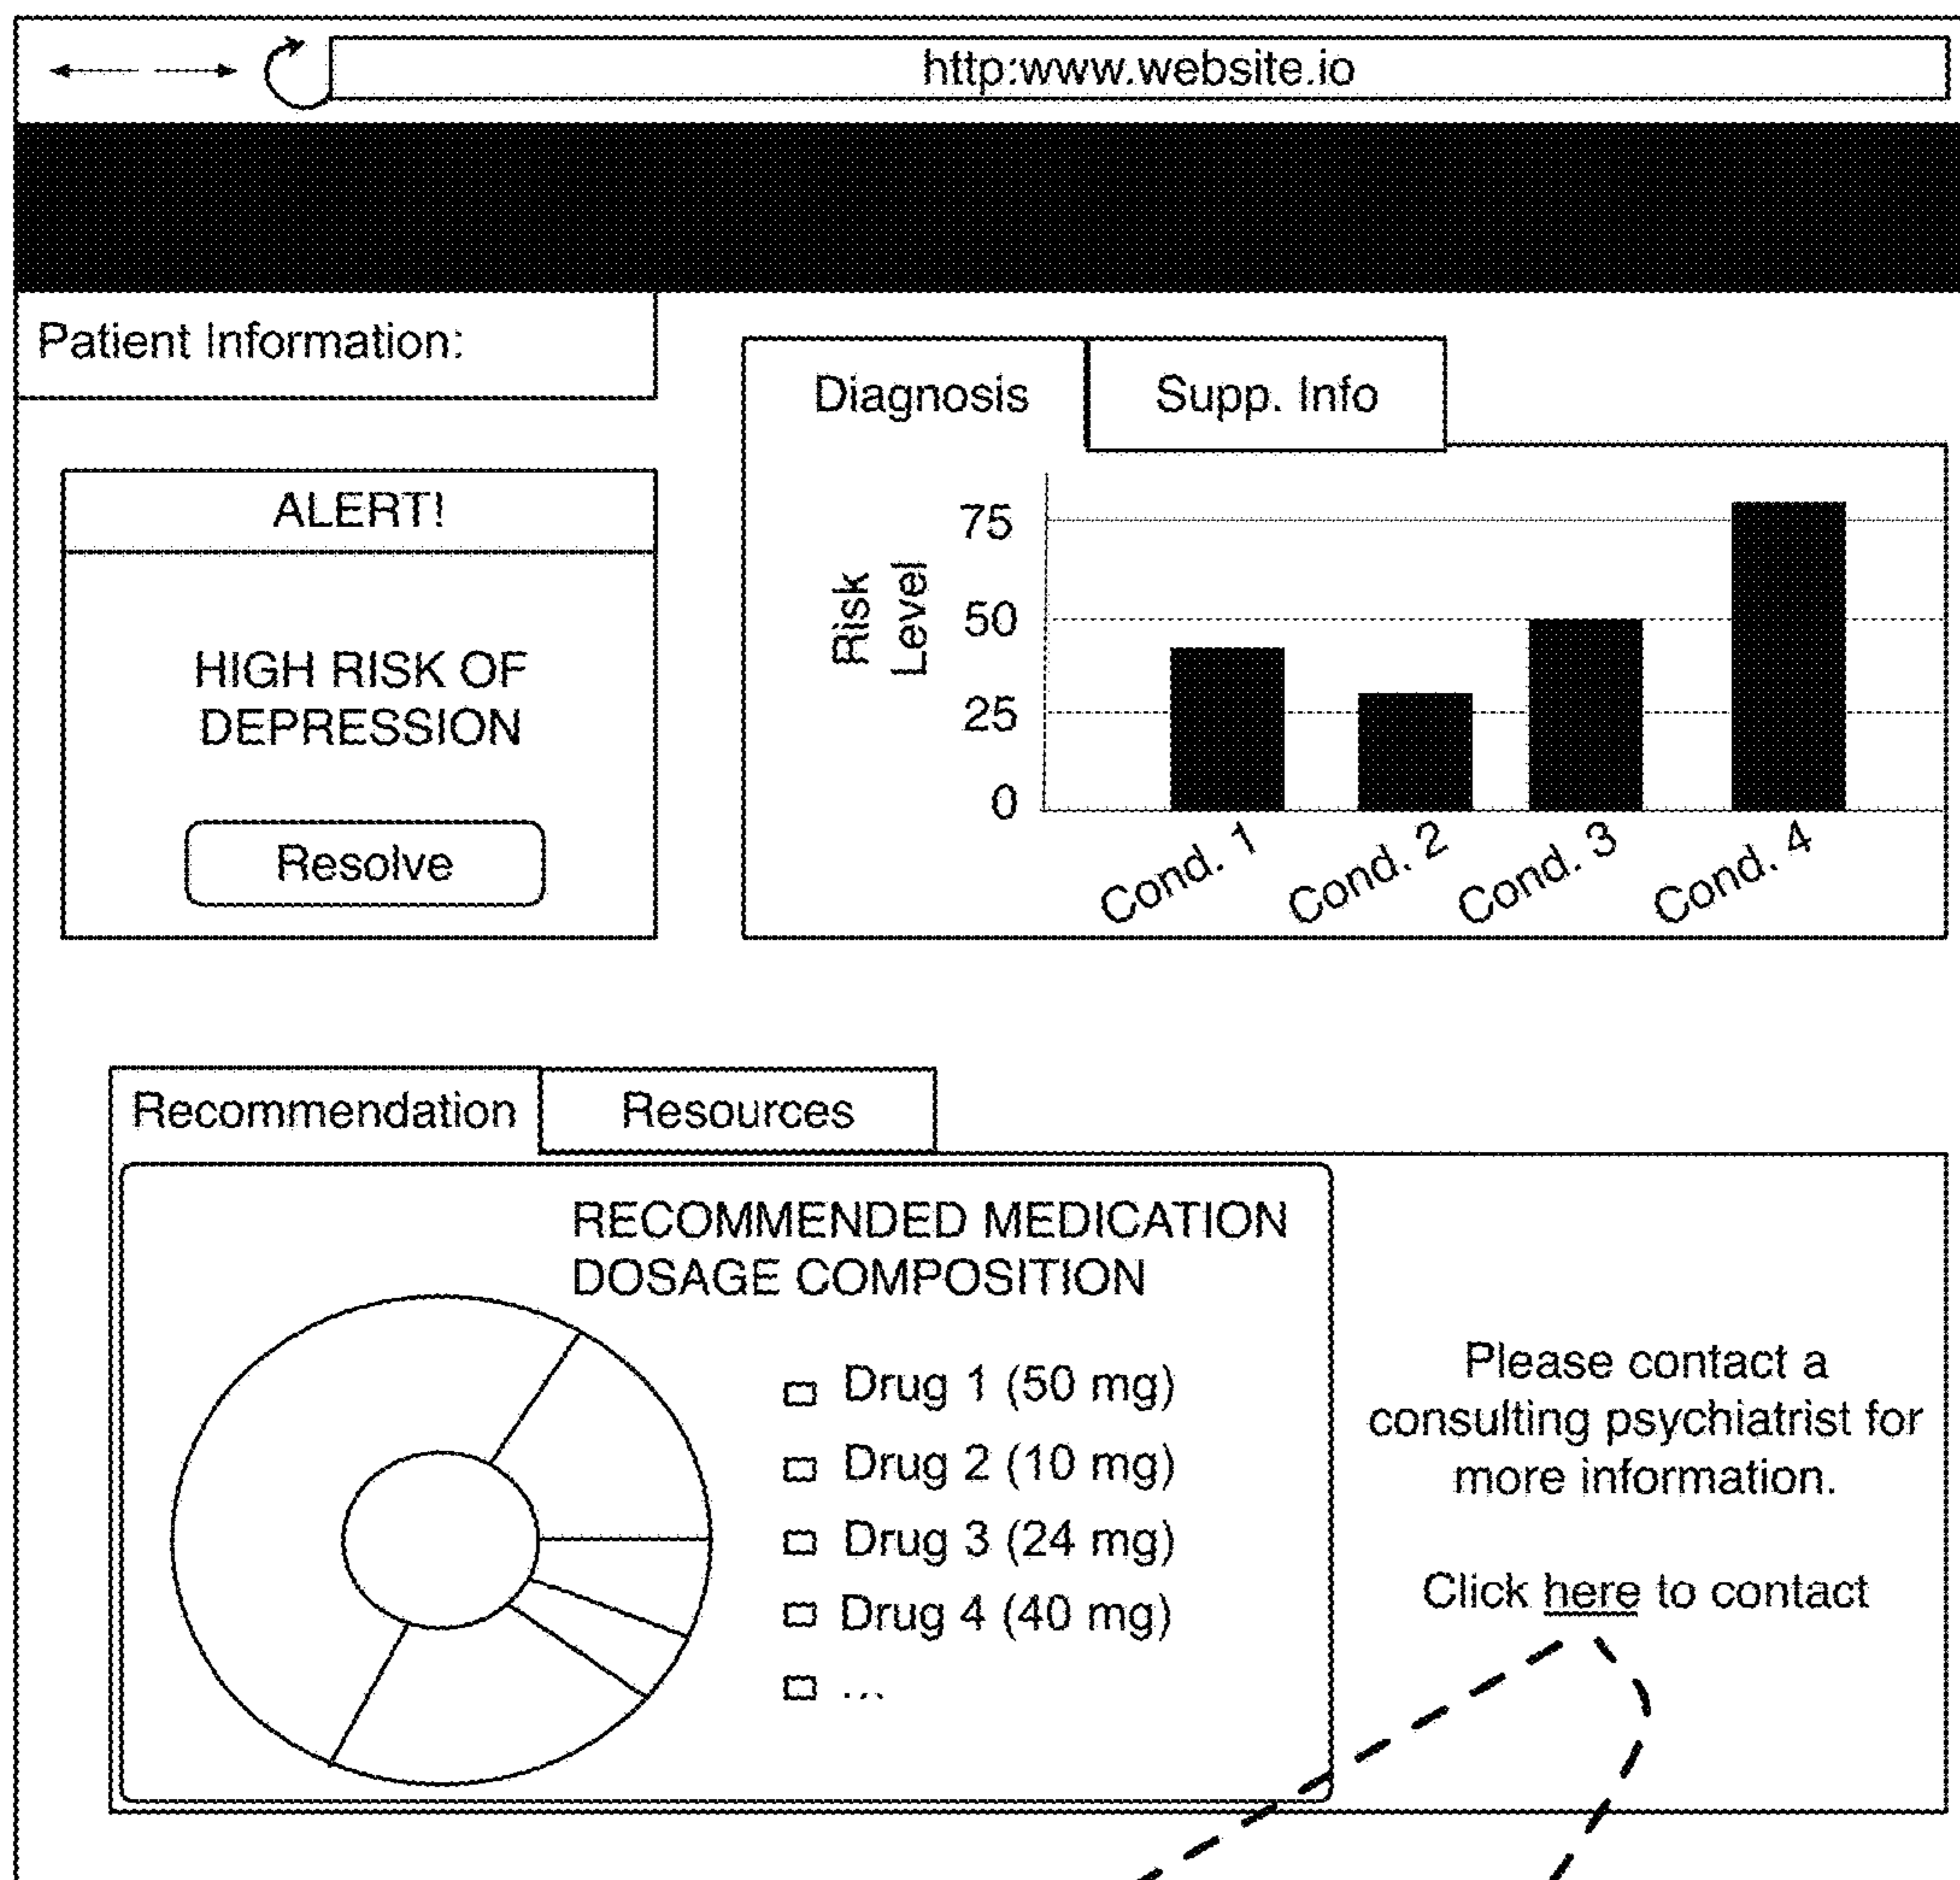 http:www.website.io
Patient Information:
ALERT!
HIGH RISK OF
DEPRESSION
Resolve
Diagnosis
Supp. Info
Risk
Level
75
50
25
0
Cond. 1
Cond. 2
Cond. 3
Cond. 4
Recommendation
Resources
RECOMMENDED MEDICATION
DOSAGE COMPOSITION
Drug 1 (50 mg)
Drug 2 (10 mg)
Drug 3 (24 mg)
Drug 4 (40 mg)
...
Please contact a
consulting psychiatrist for
more information.
Click here to contact